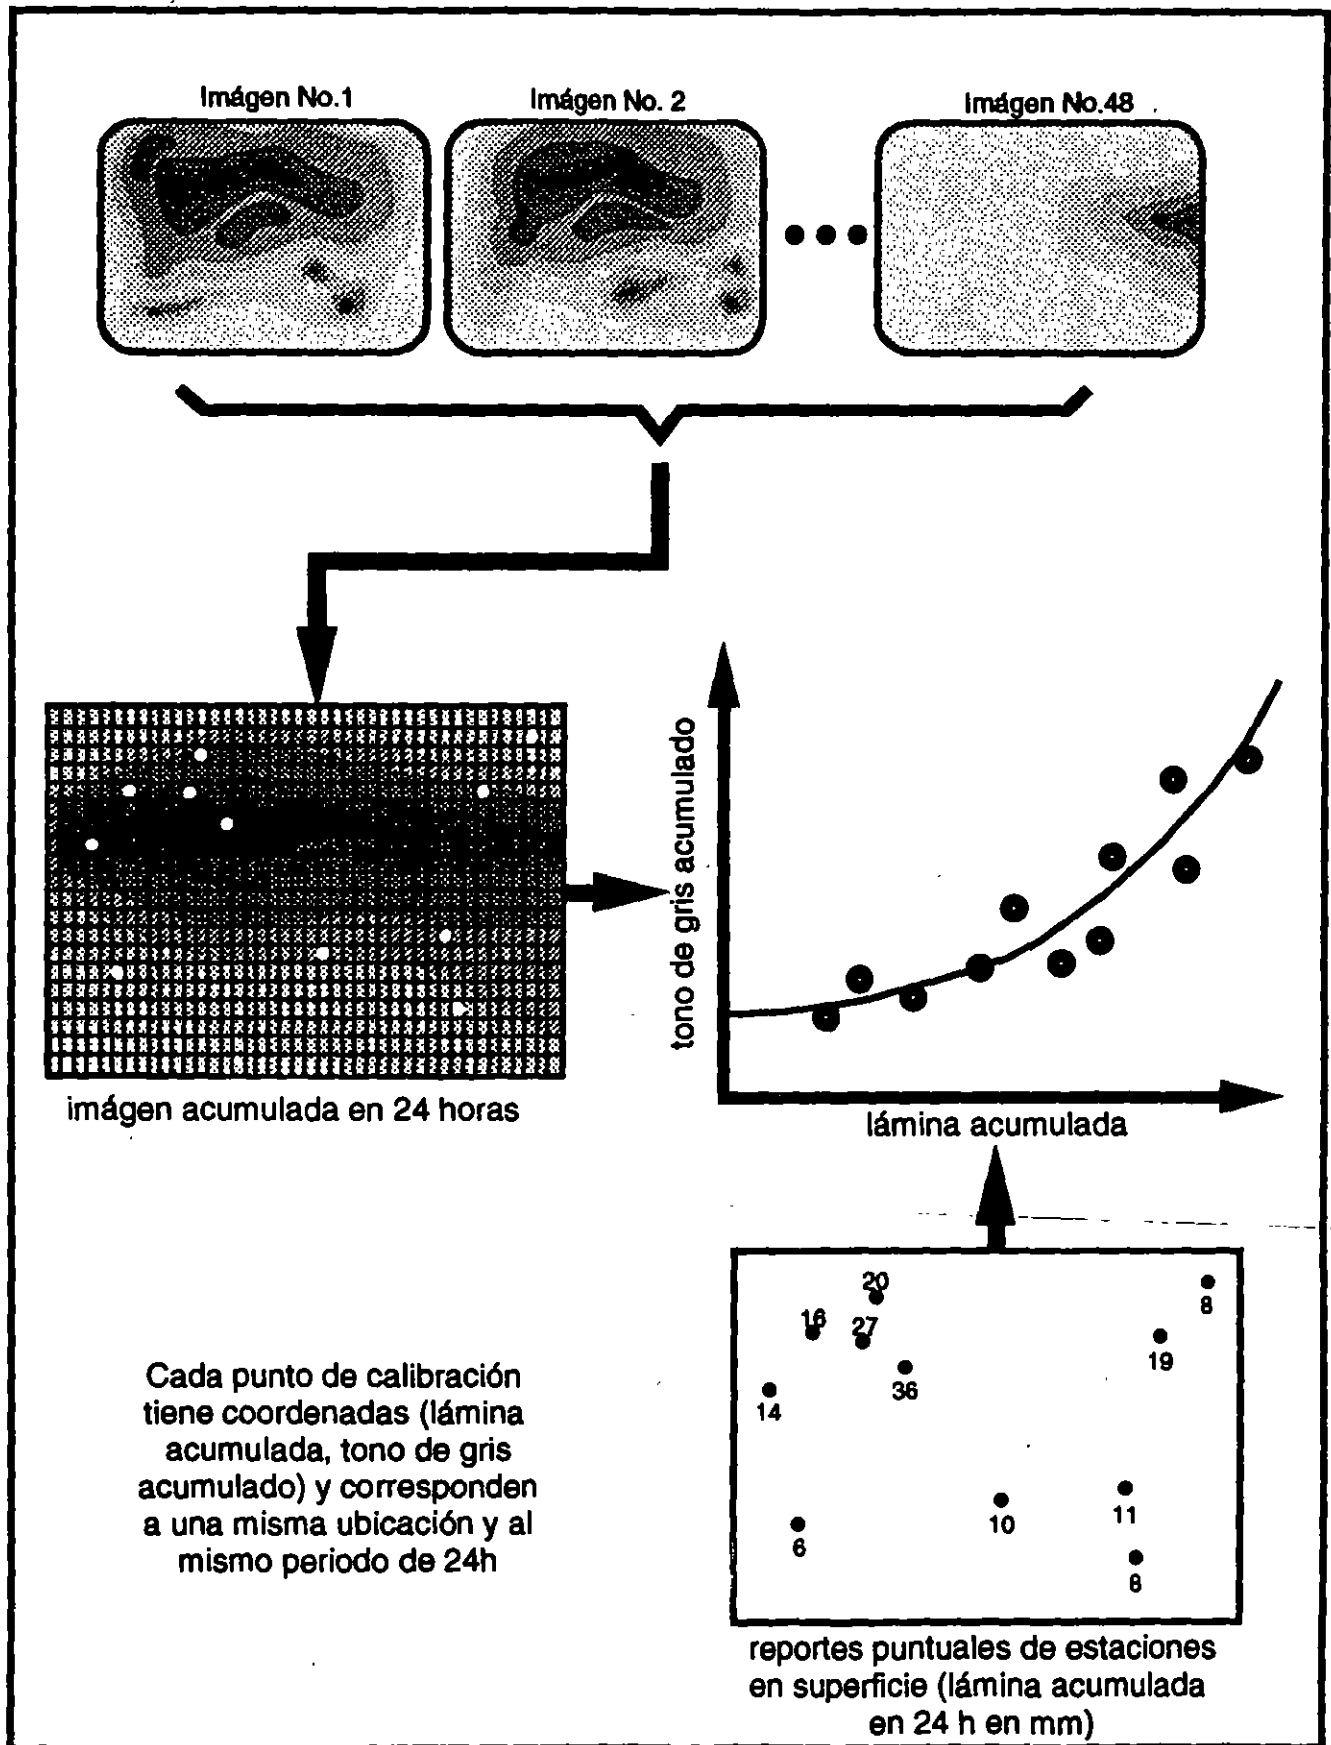 Imágen No.1
Imágen No. 2
Imágen No.48
tono de gris acumulado
lámina acumulada
imágen acumulada en 24 horas
20
8
16
27
19
36
14
11
10
6
8
Cada punto de calibración
tiene coordenadas (lámina
acumulada, tono de gris
acumulado) y corresponden
a una misma ubicación y al
mismo periodo de 24h
reportes puntuales de estaciones
en superficie (lámina acumulada
en 24 h en mm)